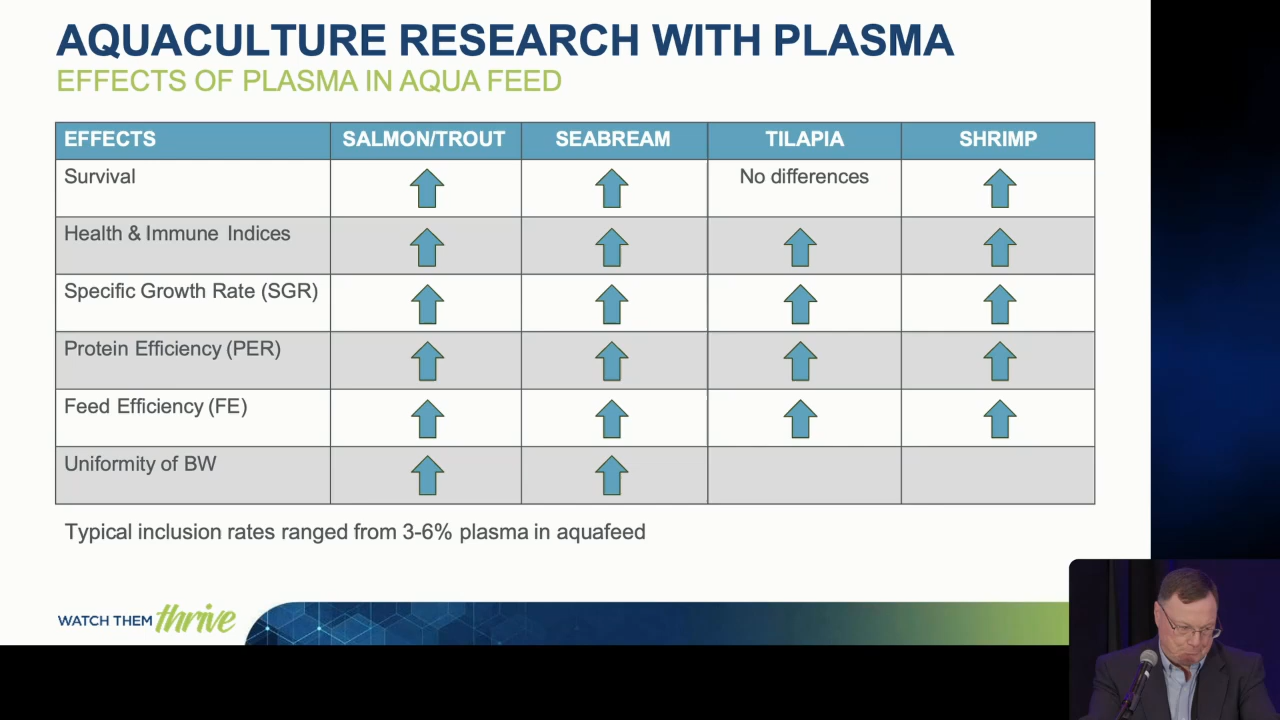 AQUACULTURE RESEARCH WITH PLASMA
EFFECTS OF PLASMA IN AQUA FEED
EFFECTS SALMON/TROUT SEABREAM TILAPIA SHRIMP
Survival No differences
Health & Immune Indices
Specific Growth Rate (SGR)
Protein Efficiency (PER)
Feed Efficiency (FE)
Uniformity of BW
Typical inclusion rates ranged from 3-6% plasma in aquafeed
WATCH THEM thrive